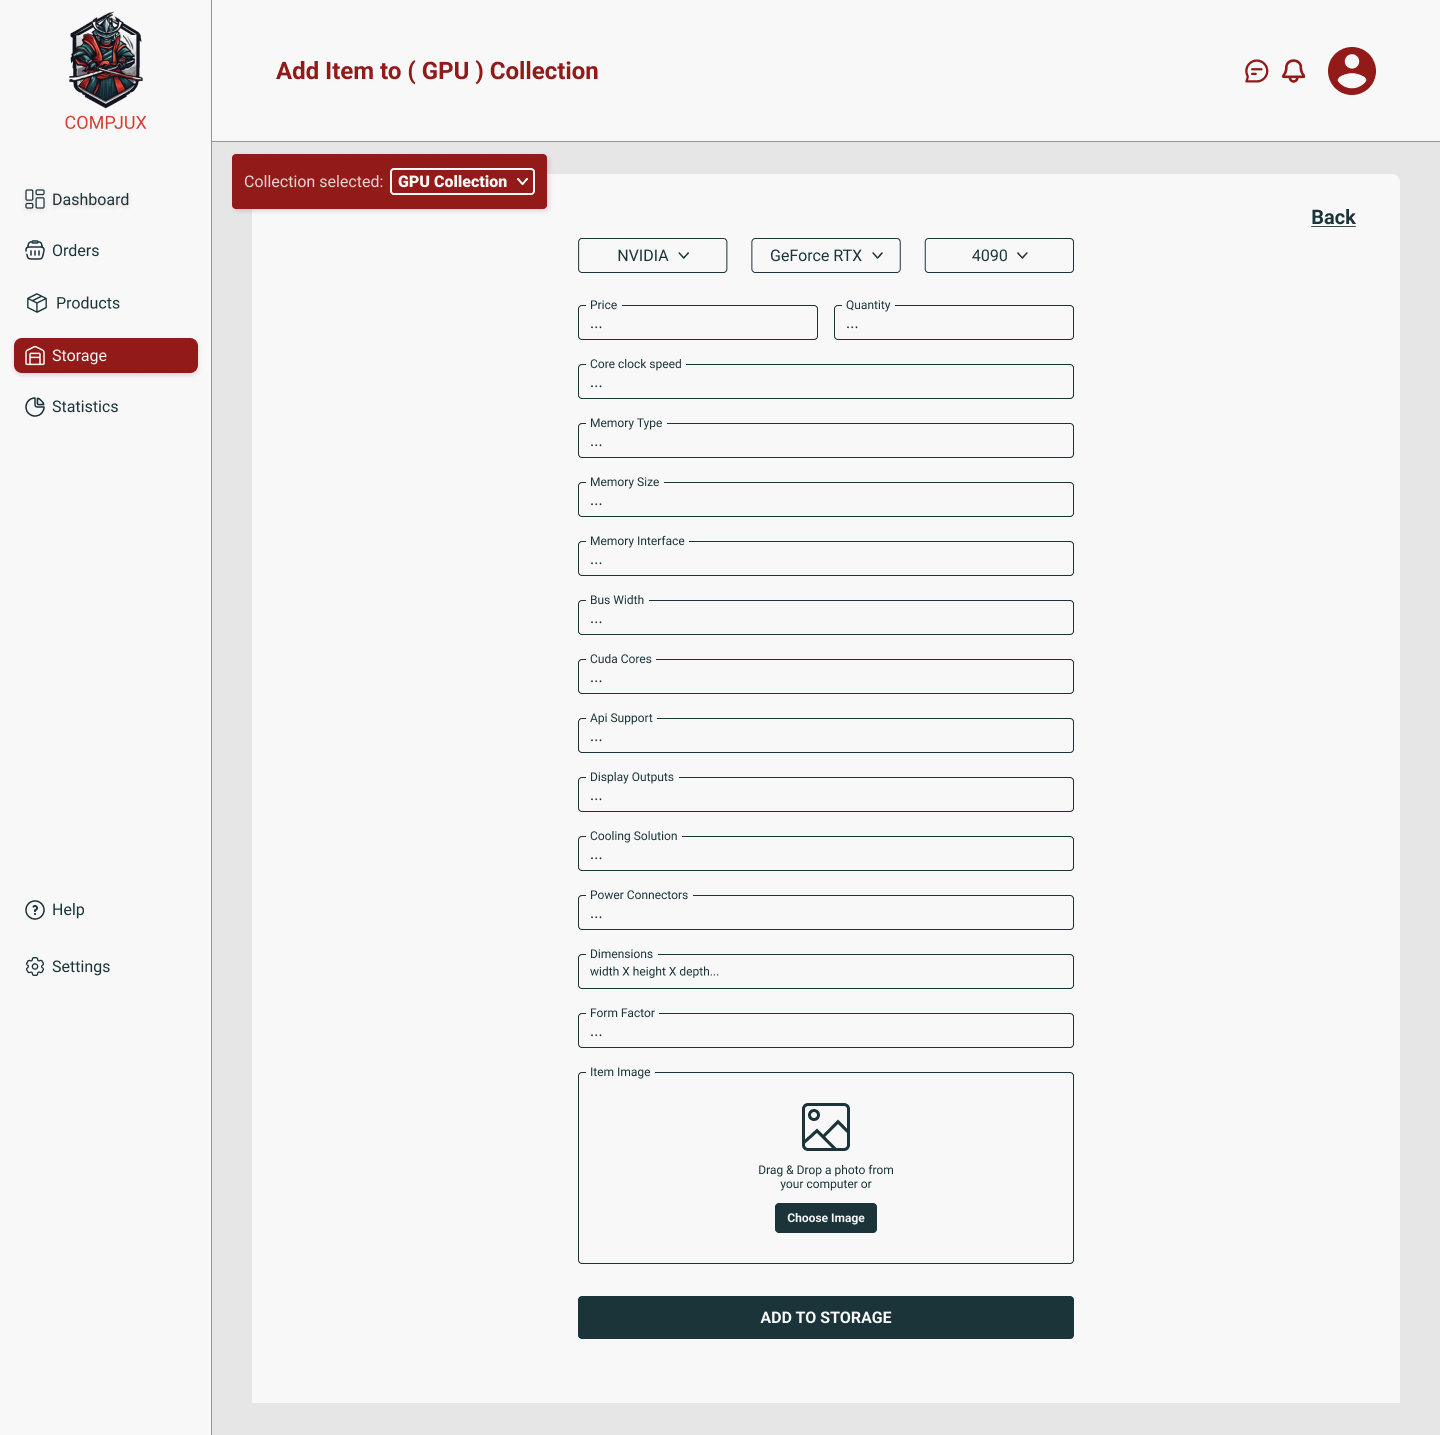 COMPJUX
Dashboard
Orders
Products
Storage
Statistics
Help
Settings
Add Item to ( GPU ) Collection
Collection selected: GPU Collection
Back
NVIDIA GeForce RTX 4090
Price Quantity
... ...
Core clock speed
...
Memory Type
...
Memory Size
...
Memory Interface
...
Bus Width
...
Cuda Cores
...
Api Support
...
Display Outputs
...
Cooling Solution
...
Power Connectors
...
Dimensions
width X height X depth...
Form Factor
...
Item Image
Drag & Drop a photo from
your computer or
Choose Image
ADD TO STORAGE